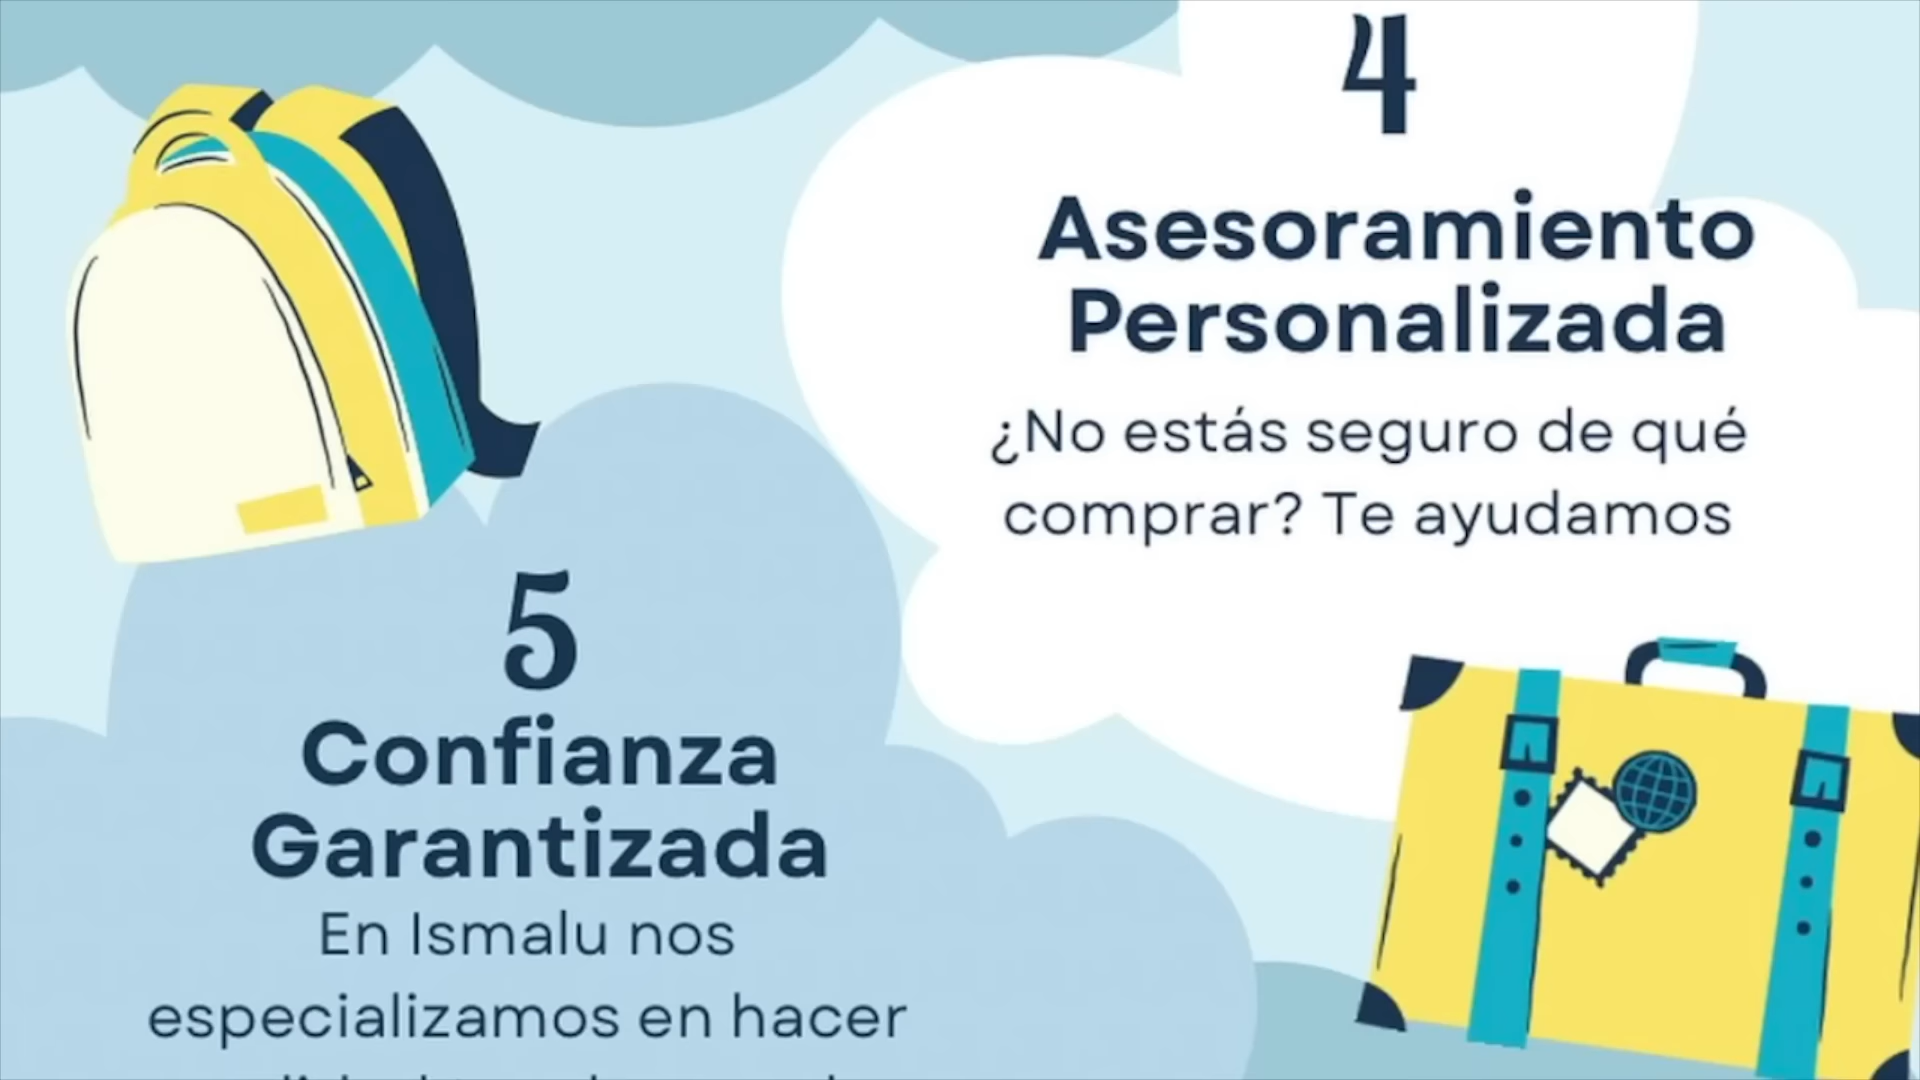 4
Asesoramiento
Personalizada
¿No estás seguro de qué
comprar? Te ayudamos
5
Confianza
Garantizada
En Ismalu nos
especializamos en hacer